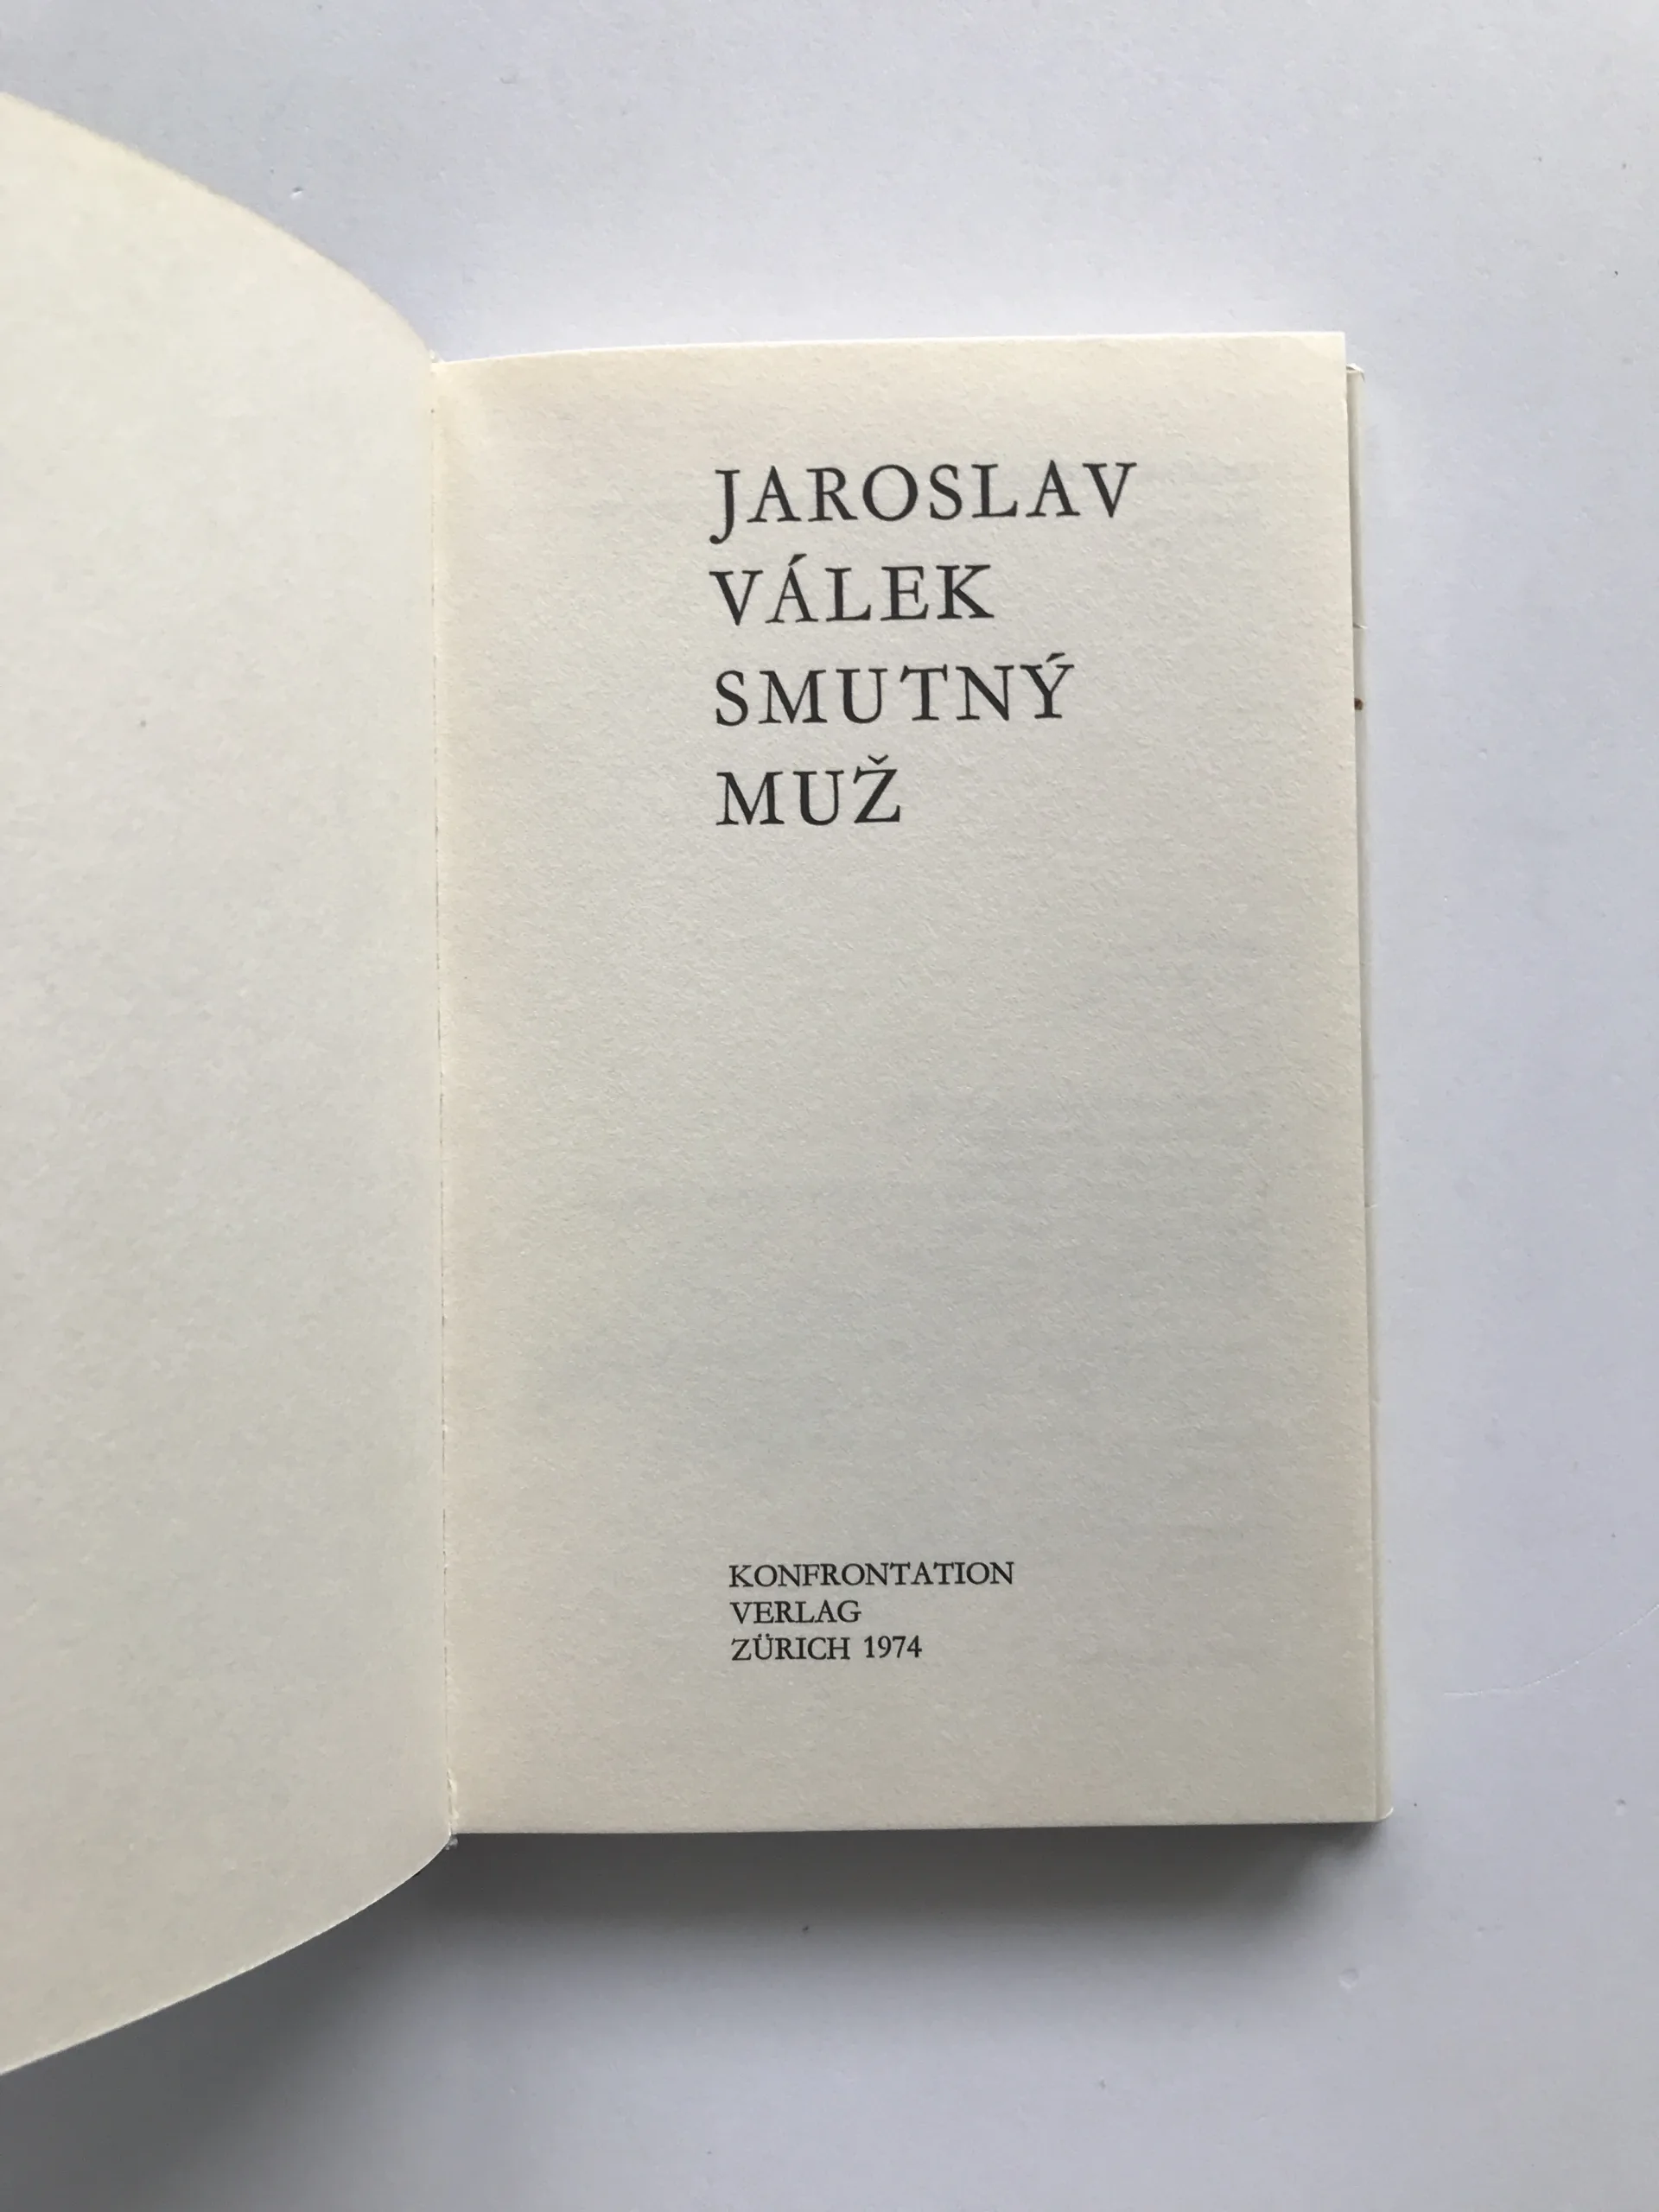 JAROSLAV
VÁLEK
SMUTNÝ
MUŽ
KONFRONTATION
VERLAG
ZÜRICH 1974